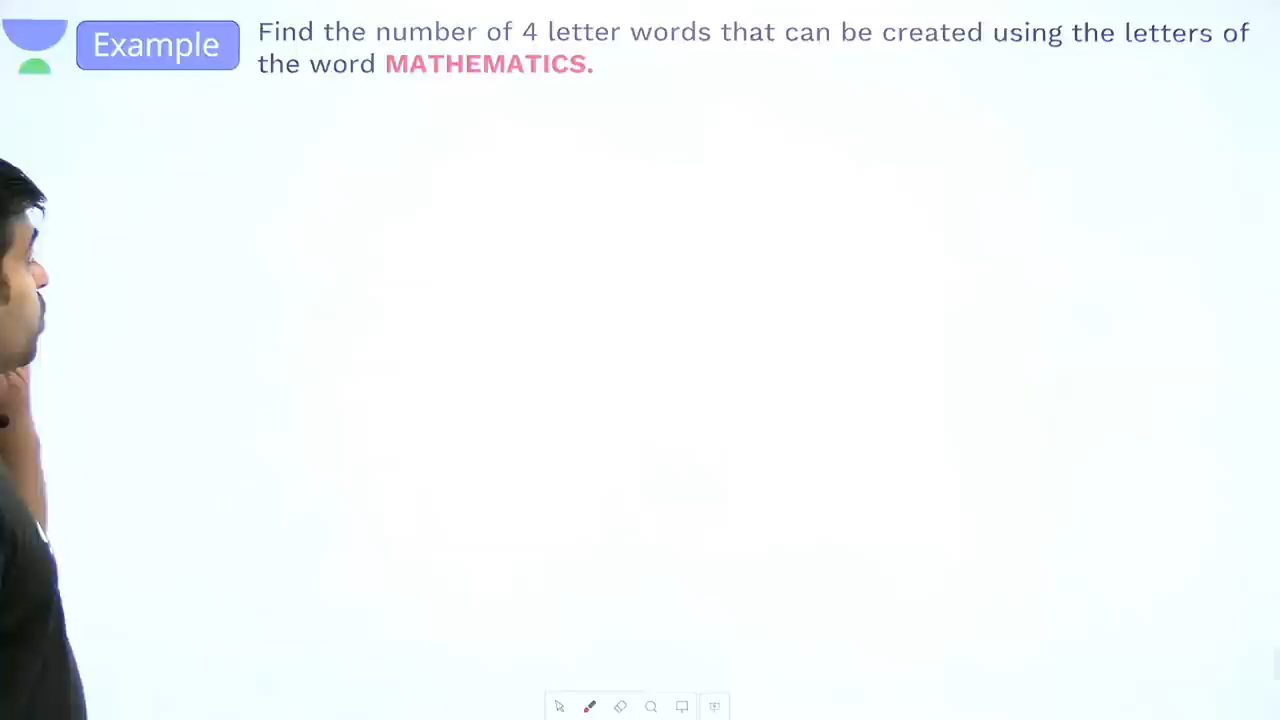 Example
Find the number of 4 letter words that can be created using the letters of
the word MATHEMATICS.